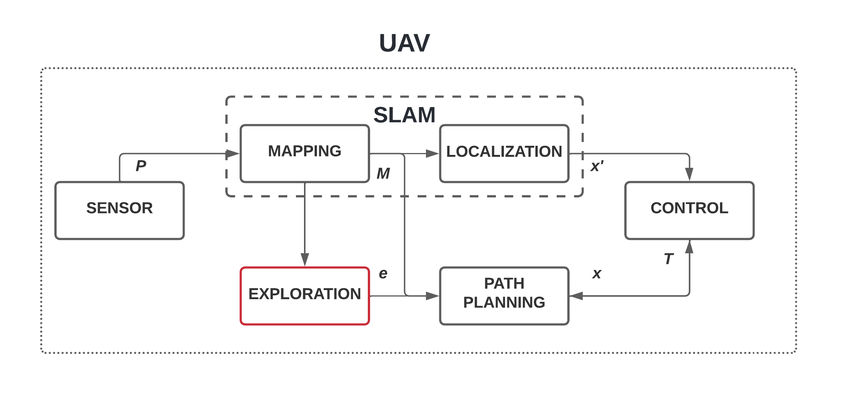 UAV
SLAM
MAPPING
LOCALIZATION
P
M
x'
SENSOR
CONTROL
T
EXPLORATION
e
PATH
PLANNING
x